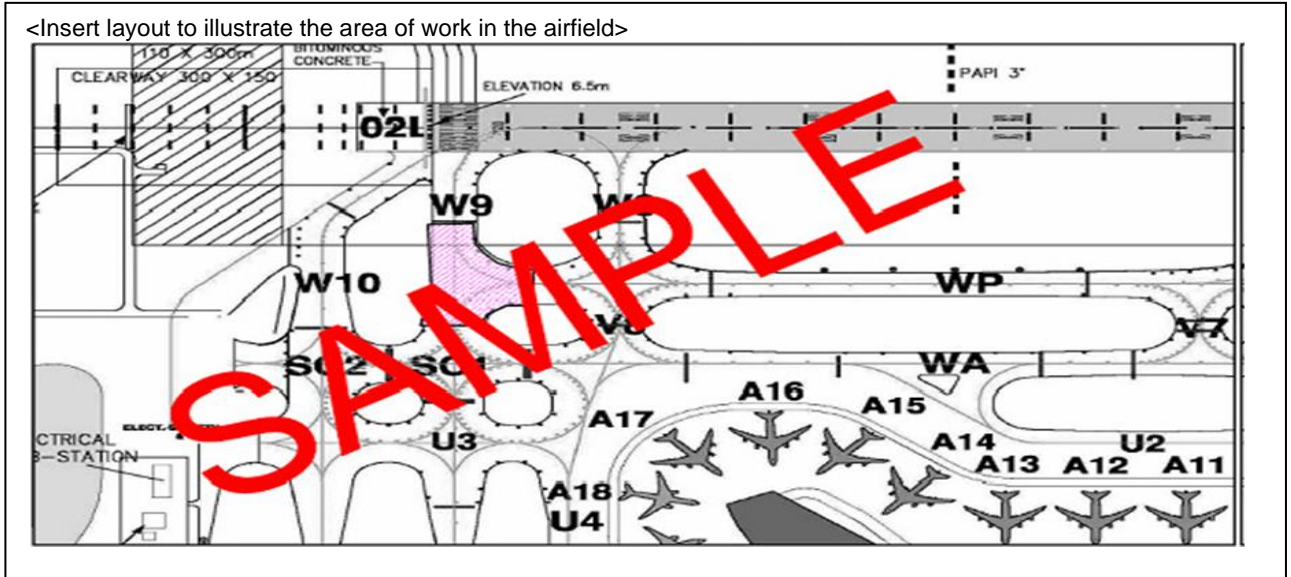 <Insert layout to illustrate the area of work in the airfield>
110 X 300m
BITUMINOUS
CONCRETE
CLEARWAY 300 X 150
PAPI 3°
ELEVATION 6.5m
02L
W9
W10
WP
SC2
SC1
V7
WA
A16
A15
A17
A14
U3
U2
A13
A12
A11
A18
U4
CTRICAL
B-STATION
SAMPLE